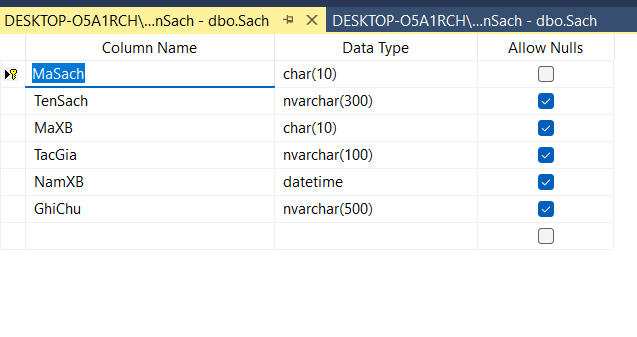 DESKTOP-O5A1RCH\...nSach - dbo.Sach DESKTOP-O5A1RCH\...nSach - dbo.Sach
Column Name Data Type Allow Nulls
MaSach char(10)
TenSach nvarchar(300)
MaXB char(10)
TacGia nvarchar(100)
NamXB datetime
GhiChu nvarchar(500)